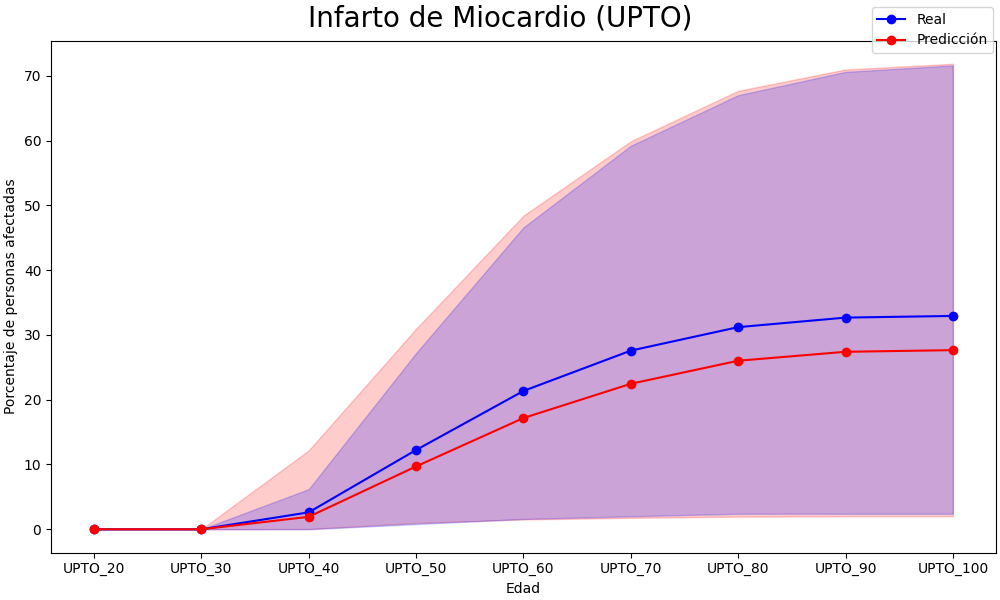 Infarto de Miocardio (UPTO)
Real
Predicción
Porcentaje de personas afectadas
70
60
50
40
30
20
10
0
UPTO_20 UPTO_30 UPTO_40 UPTO_50 UPTO_60 UPTO_70 UPTO_80 UPTO_90 UPTO_100
Edad